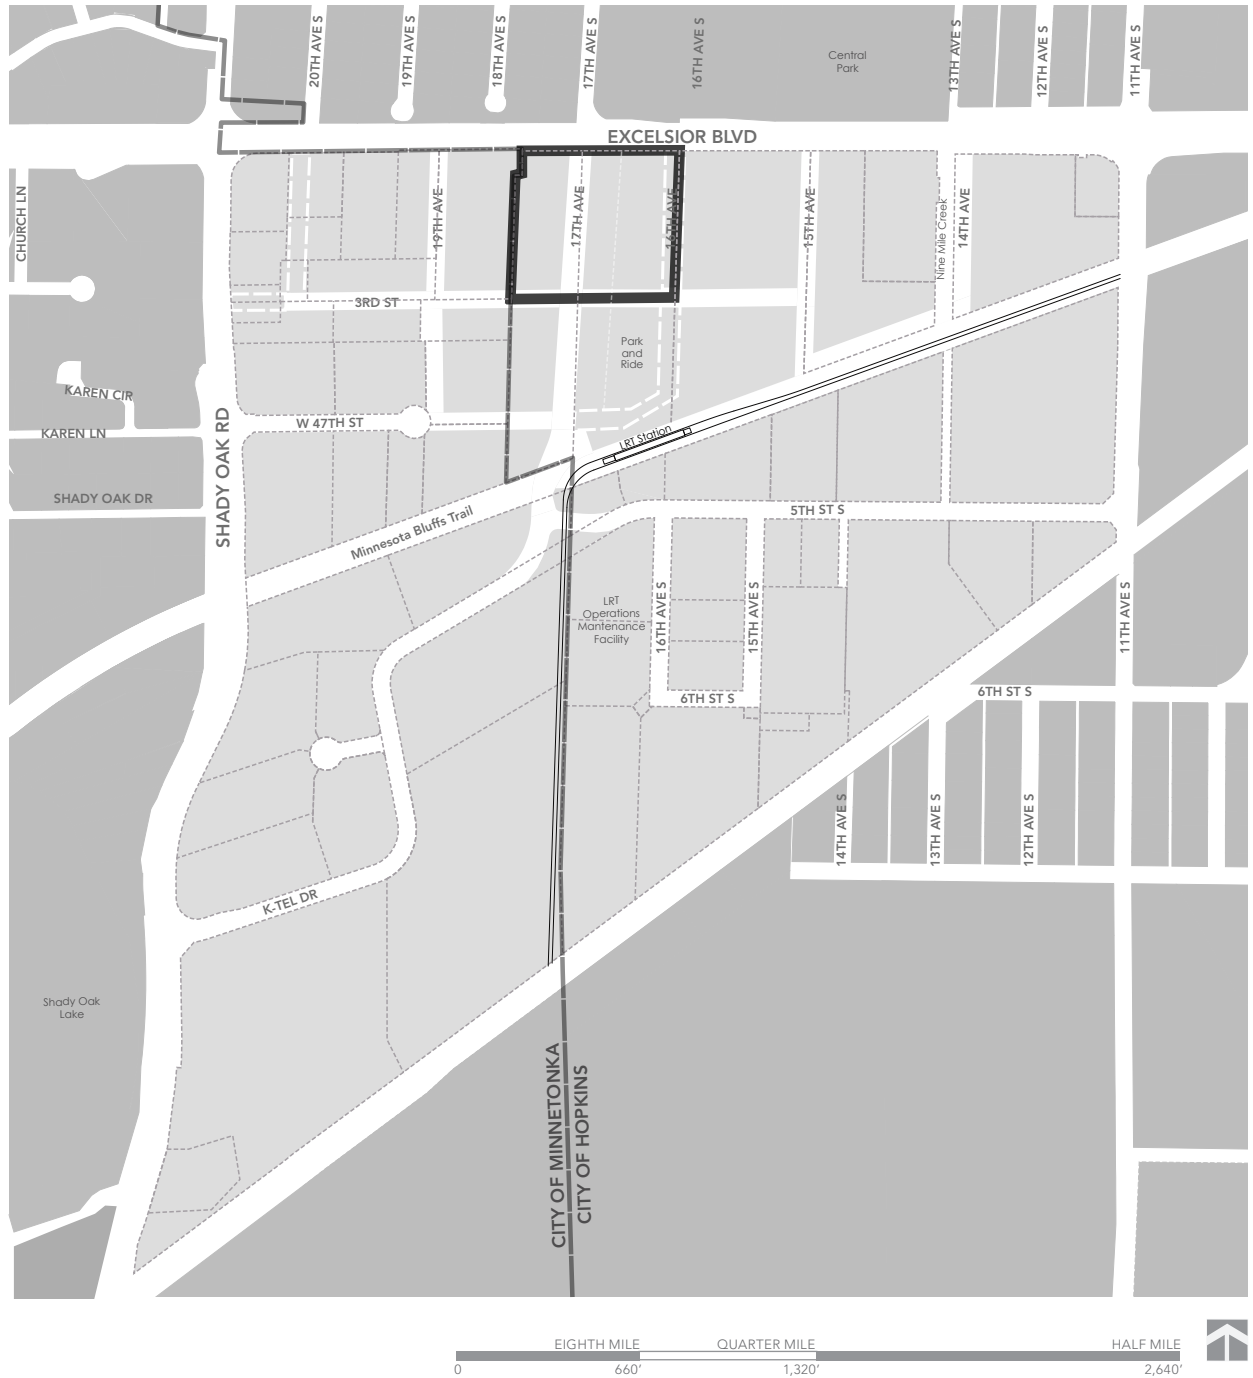 20TH AVE S
19TH AVE S
18TH AVE S
17TH AVE S
16TH AVE S
Central
Park
13TH AVE S
12TH AVE S
11TH AVE S
EXCELSIOR BLVD
CHURCH LN
19TH AVE
17TH AVE
16TH AVE
15TH AVE
Nine Mile Creek
14TH AVE
3RD ST
Park
and
Ride
KAREN CIR
KAREN LN
W 47TH ST
LRT Station
SHADY OAK RD
SHADY OAK DR
Minnesota Bluffs Trail
5TH ST S
LRT
Operations
Mantenance
Facility
16TH AVE S
15TH AVE S
11TH AVE S
6TH ST S
6TH ST S
14TH AVE S
13TH AVE S
12TH AVE S
K-TEL DR
Shady Oak
Lake
CITY OF MINNETONKA
CITY OF HOPKINS
EIGHTH MILE
QUARTER MILE
HALF MILE
0
660'
1,320'
2,640'